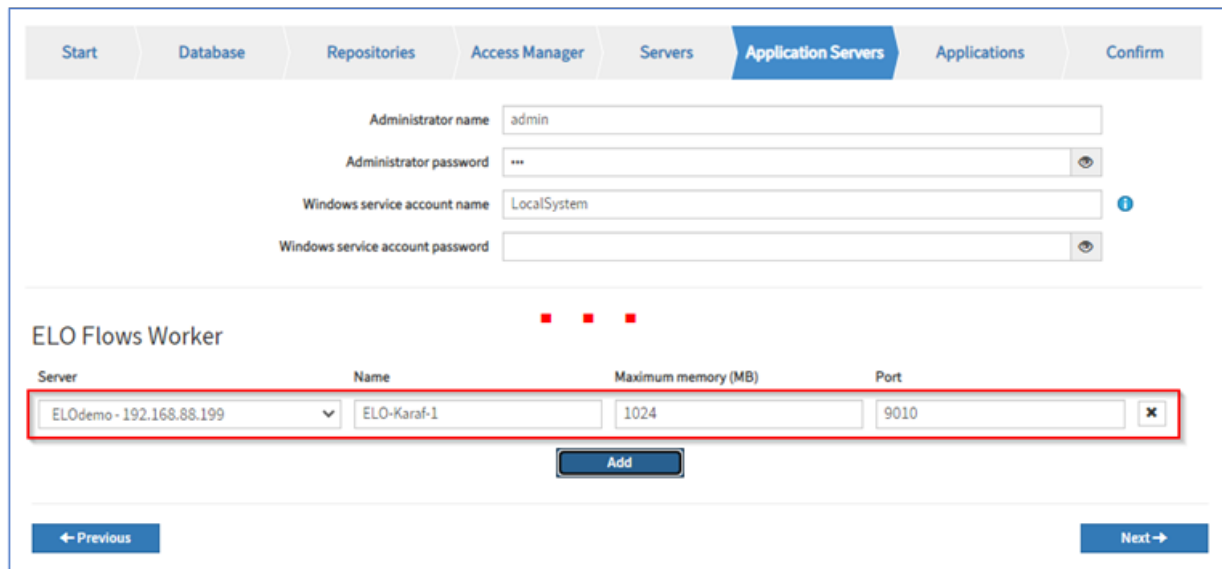 Start Database Repositories Access Manager Servers Application Servers Applications Confirm
Administrator name admin
Administrator password •••
Windows service account name LocalSystem
Windows service account password
ELO Flows Worker
Server Name Maximum memory (MB) Port
ELOdemo - 192.168.88.199 ELO-Karaf-1 1024 9010
Add
Previous Next